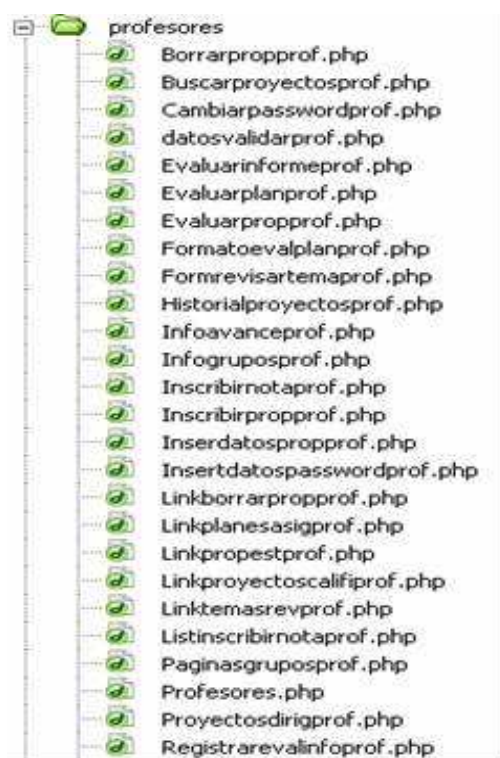 profesores
Borrarpropprof.php
Buscarproyectosprof.php
Cambiarpasswordprof.php
datosvalidarprof.php
Evaluarinformeprof.php
Evaluarplanprof.php
Evaluarpropprof.php
Formatoevalplanprof.php
Formrevisartemaprof.php
Historialproyectosprof.php
Infoavanceprof.php
Infogruposprof.php
Inscribirnotaprof.php
Inscribirpropprof.php
Inserdatospropprof.php
Insertdatospasswordprof.php
Linkborrarpropprof.php
Linkplanesasigprof.php
Linkpropestprof.php
Linkproyectoscalifiprof.php
Linktemasrevprof.php
Listinscribirnotaprof.php
Paginasgruposprof.php
Profesores.php
Proyectosdirigprof.php
Registrarevalinfoprof.php